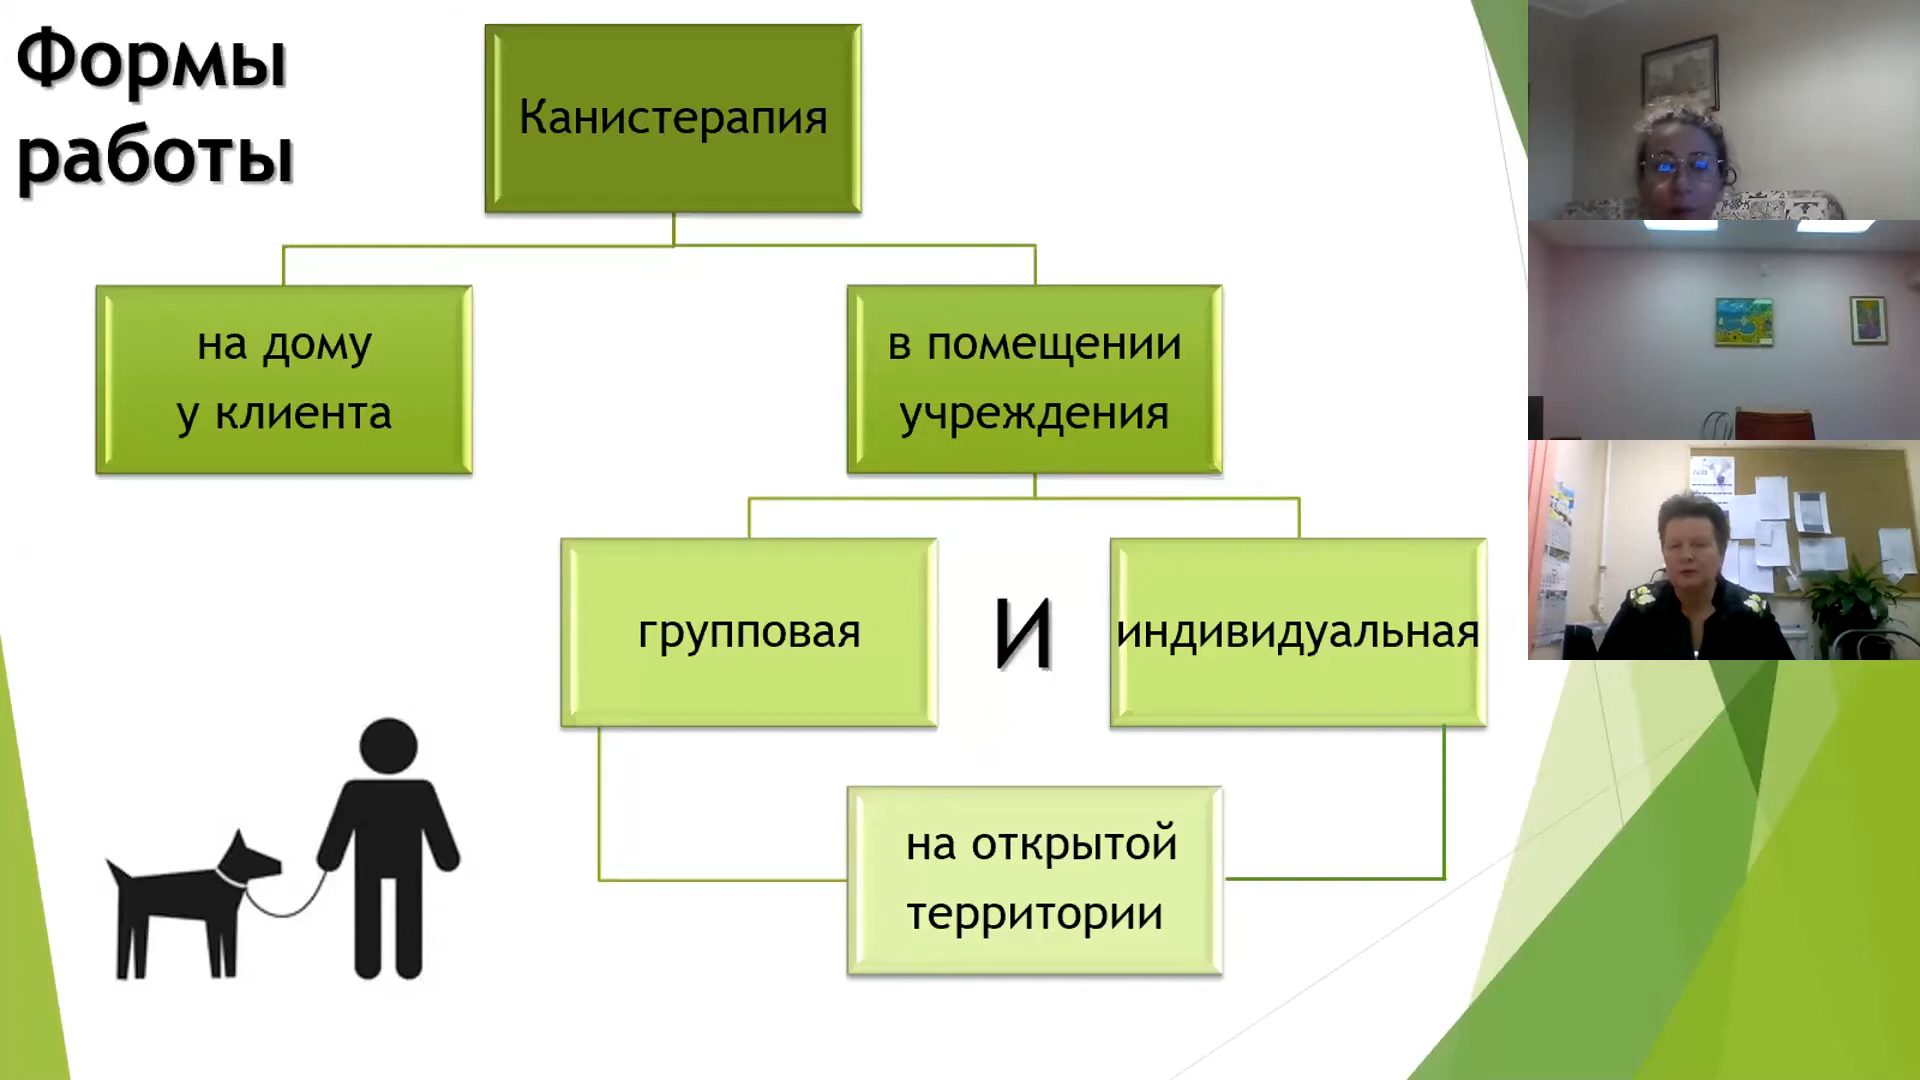 Формы
работы
Канистерапия
на дому
у клиента
в помещении
учреждения
групповая
И
индивидуальная
на открытой
территории